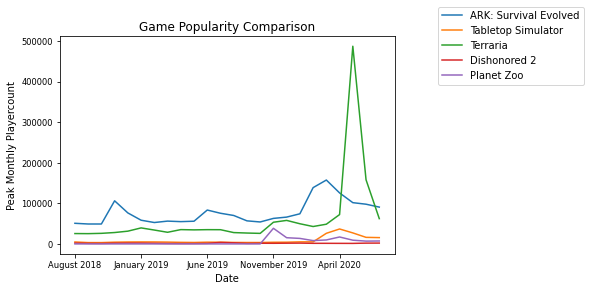 Game Popularity Comparison
ARK: Survival Evolved
Tabletop Simulator
Terraria
Dishonored 2
Planet Zoo
Peak Monthly Playercount
500000
400000
300000
200000
100000
0
August 2018 January 2019 June 2019 November 2019 April 2020
Date